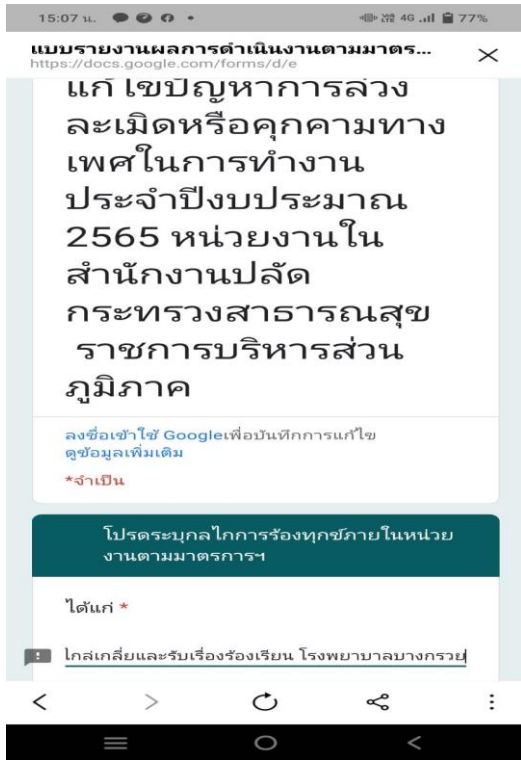 15:07 น.
4G 77%
แบบรายงานผลการดำเนินงานตามมาตร...
https://docs.google.com/forms/d/e
แก้ไขปัญหาการล่วง
ละเมิดหรือคุกคามทาง
เพศในการทำงาน
ประจำปีงบประมาณ
2565 หน่วยงานใน
สำนักงานปลัด
กระทรวงสาธารณสุข
ราชการบริหารส่วน
ภูมิภาค
ลงชื่อเข้าใช้ Googleเพื่อบันทึกการแก้ไข
ดูข้อมูลเพิ่มเติม
*จำเป็น
โปรดระบุกลไกการร้องทุกข์ภายในหน่วย
งานตามมาตรการฯ
ได้แก่ *
ไกล่เกลี่ยและรับเรื่องร้องเรียน โรงพยาบาลบางกรวย